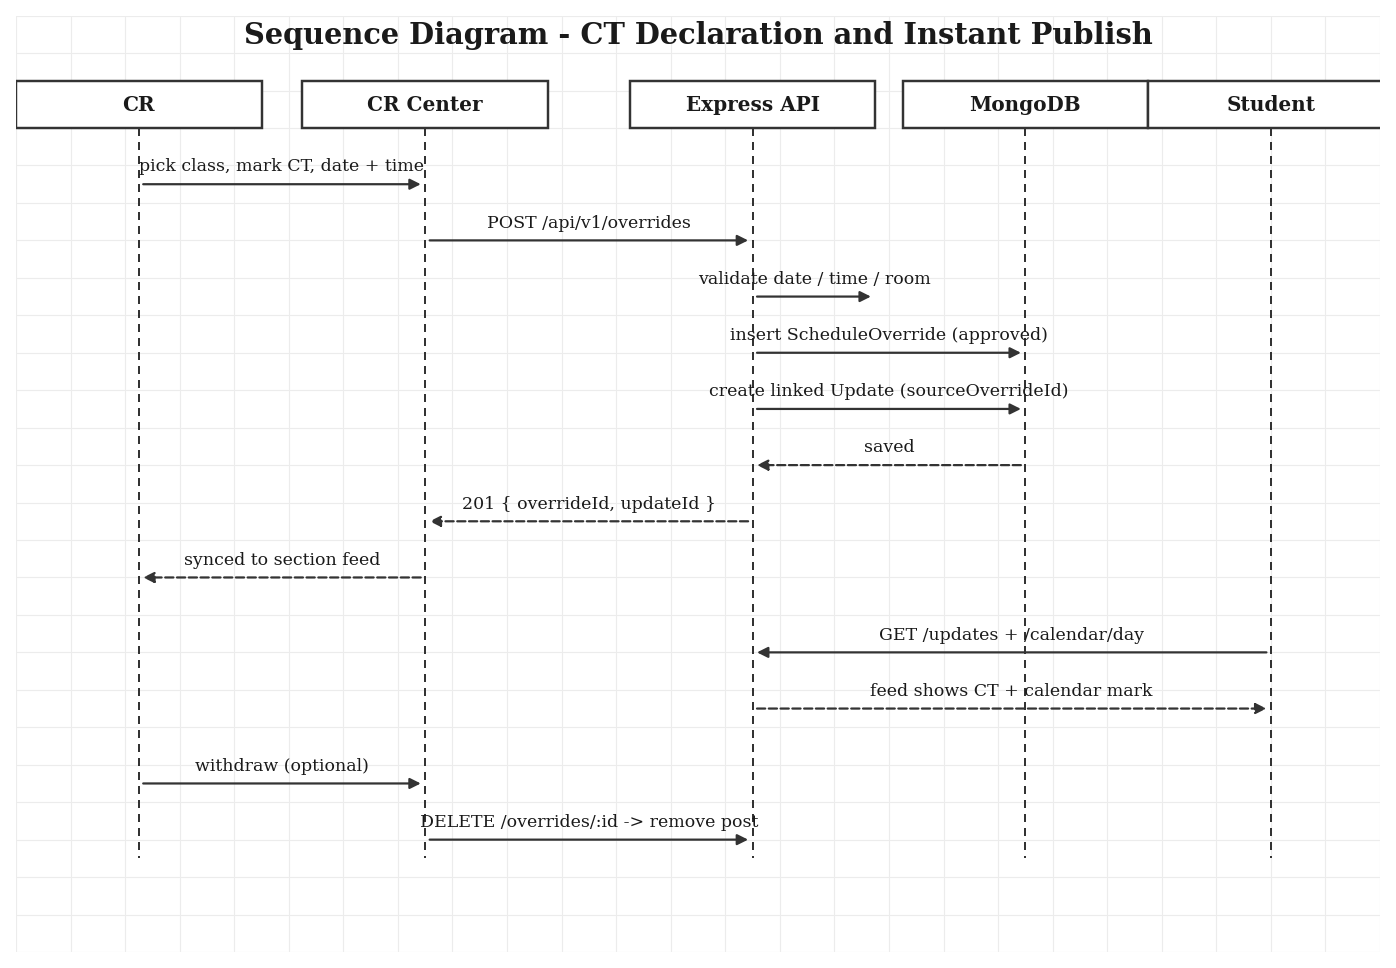 Sequence Diagram - CT Declaration and Instant Publish
CR
CR Center
Express API
MongoDB
Student
pick class, mark CT, date + time
POST /api/v1/overrides
validate date / time / room
insert ScheduleOverride (approved)
create linked Update (sourceOverrideId)
saved
201 { overrideId, updateId }
synced to section feed
GET /updates + /calendar/day
feed shows CT + calendar mark
withdraw (optional)
DELETE /overrides/:id -> remove post